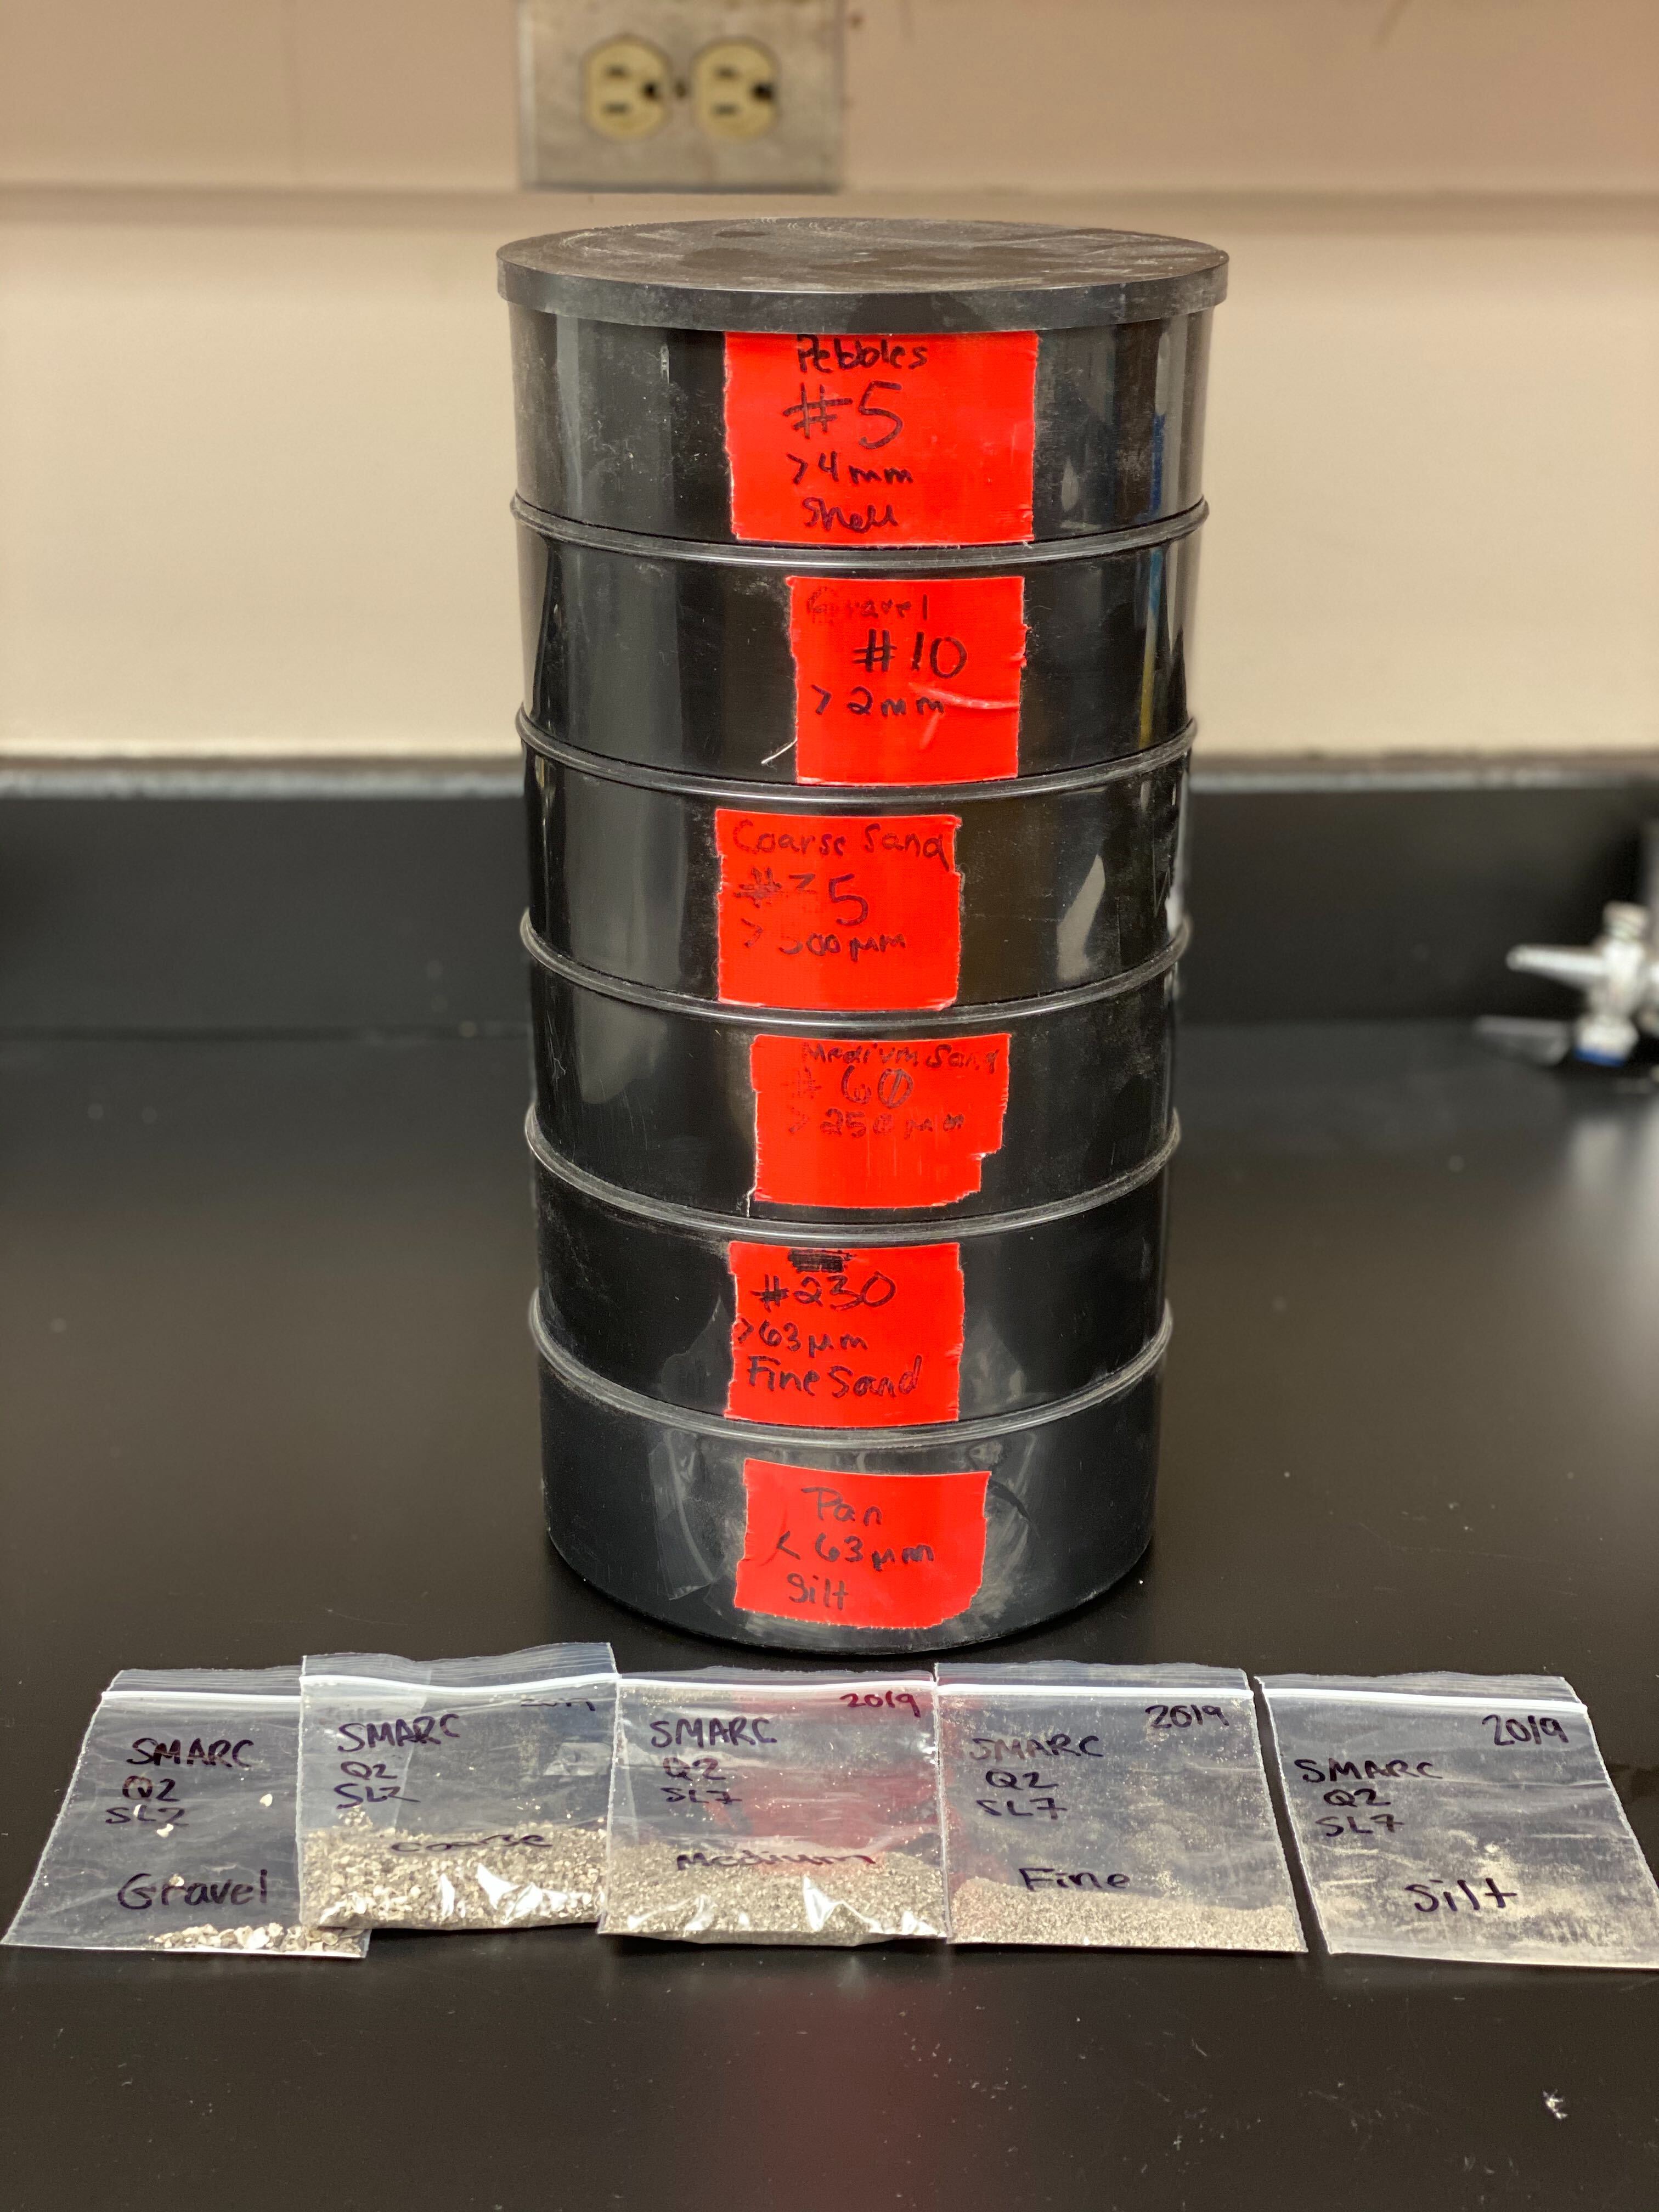 Pebbles
#5
>4mm
Shell
Gravel
#10
>2mm
Coarse Sand
#35
>500μm
Medium Sand
#60
>250μm
#230
>63μm
Fine Sand
Pan
<63μm
Silt
SMARC
Q2
SL7
Gravel
2019
SMARC
Q2
SL7
Coarse
2019
SMARC
Q2
SL7
Medium
2019
SMARC
Q2
SL7
Fine
2019
SMARC
Q2
SL7
Silt